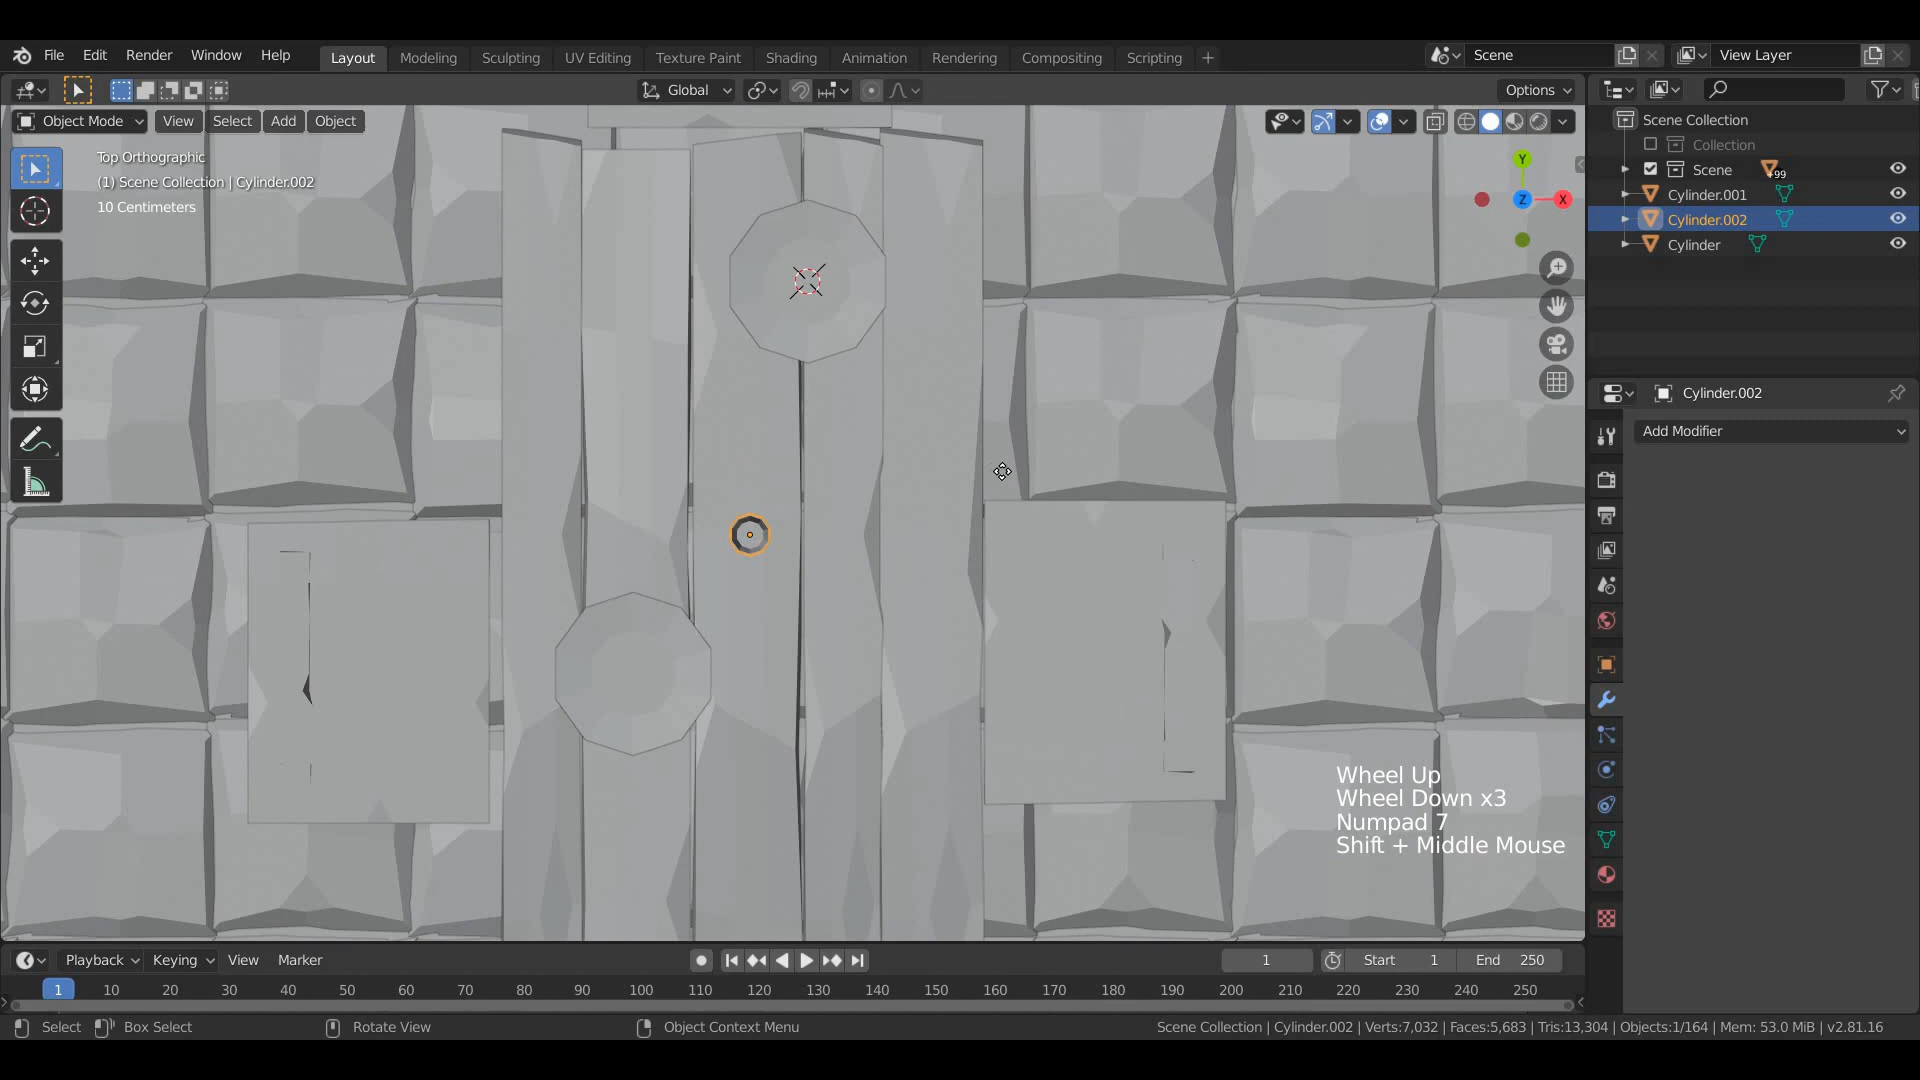 File Edit Render Window Help
Layout Modeling Sculpting UV Editing Texture Paint Shading Animation Rendering Compositing Scripting +
Scene
View Layer
Global
Options
Object Mode View Select Add Object
Top Orthographic
(1) Scene Collection | Cylinder.002
10 Centimeters
Y
Z
X
Scene Collection
Collection
Scene
+99
Cylinder.001
Cylinder.002
Cylinder
Cylinder.002
Add Modifier
Wheel Up
Wheel Down x3
Numpad 7
Shift + Middle Mouse
Playback Keying View Marker
1
Start 1
End 250
1 10 20 30 40 50 60 70 80 90 100 110 120 130 140 150 160 170 180 190 200 210 220 230 240 250
Select Box Select Rotate View Object Context Menu
Scene Collection | Cylinder.002 | Verts:7,032 | Faces:5,683 | Tris:13,304 | Objects:1/164 | Mem: 53.0 MiB | v2.81.16